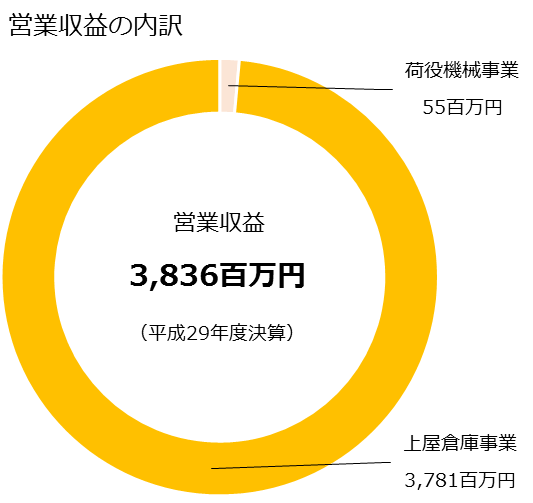 営業収益の内訳
荷役機械事業
55百万円
営業収益
3,836百万円
（平成29年度決算）
上屋倉庫事業
3,781百万円